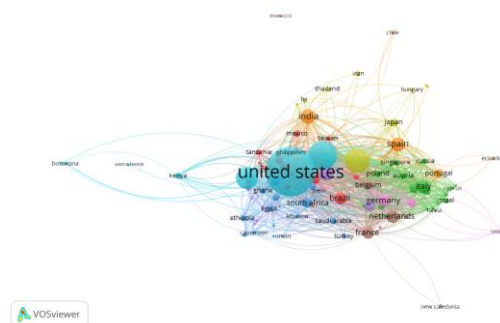 morocco
chile
iran
thailand
hungary
fiji
india
japan
mexico
taiwan
spain
tanzania
philippines
singapore
russia
ecuador
botswana
sierra leone
kenya
united states
poland
austria
portugal
belgium
italy
ghana
brazil
germany
israel
egypt
south africa
ethiopia
lebanon
saudi arabia
netherlands
cameroon
turkey
france
new caledonia
VOSviewer